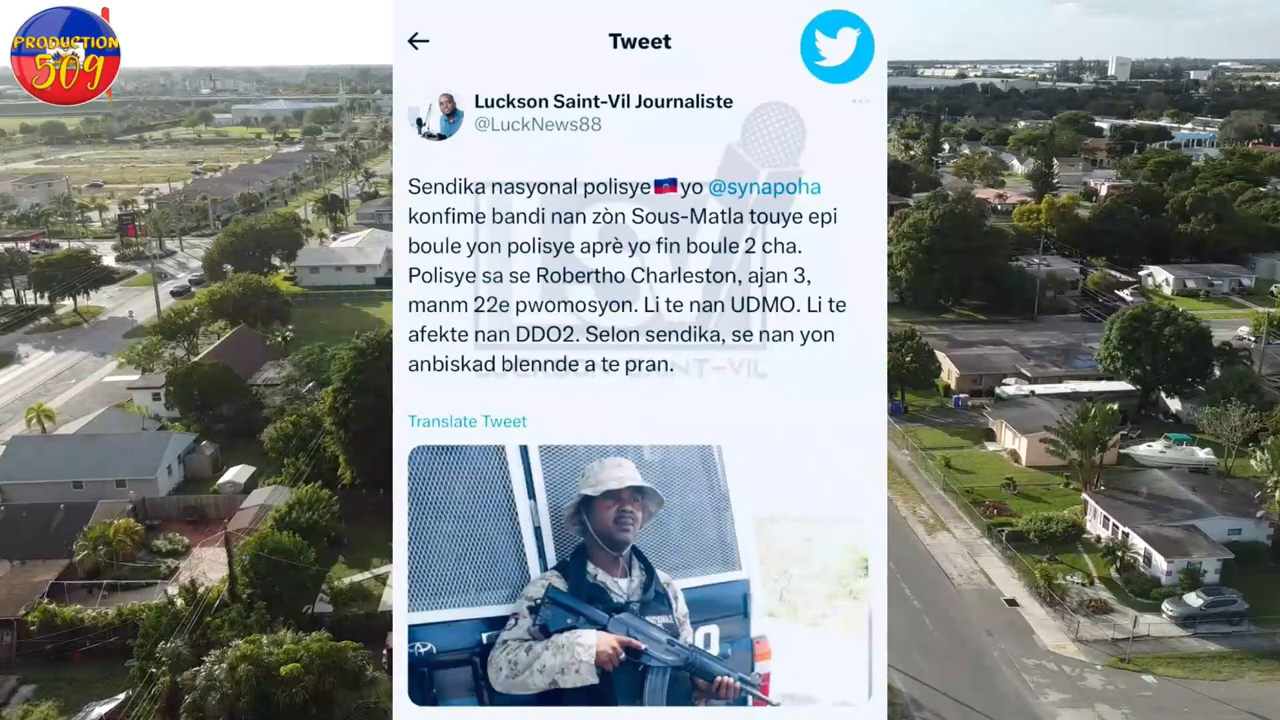 PRODUCTION
509
Tweet
Luckson Saint-Vil Journaliste
@LuckNews88
Sendika nasyonal polisye🇭🇹yo @synapoha
konfime bandi nan zòn Sous-Matla touye epi
boule yon polisye aprè yo fin boule 2 cha.
Polisye sa se Robertho Charleston, ajan 3,
manm 22e pwomosyon. Li te nan UDMO. Li te
afekte nan DDO2. Selon sendika, se nan yon
anbiskad blennde a te pran.
LSV
SAINT-VIL
Translate Tweet